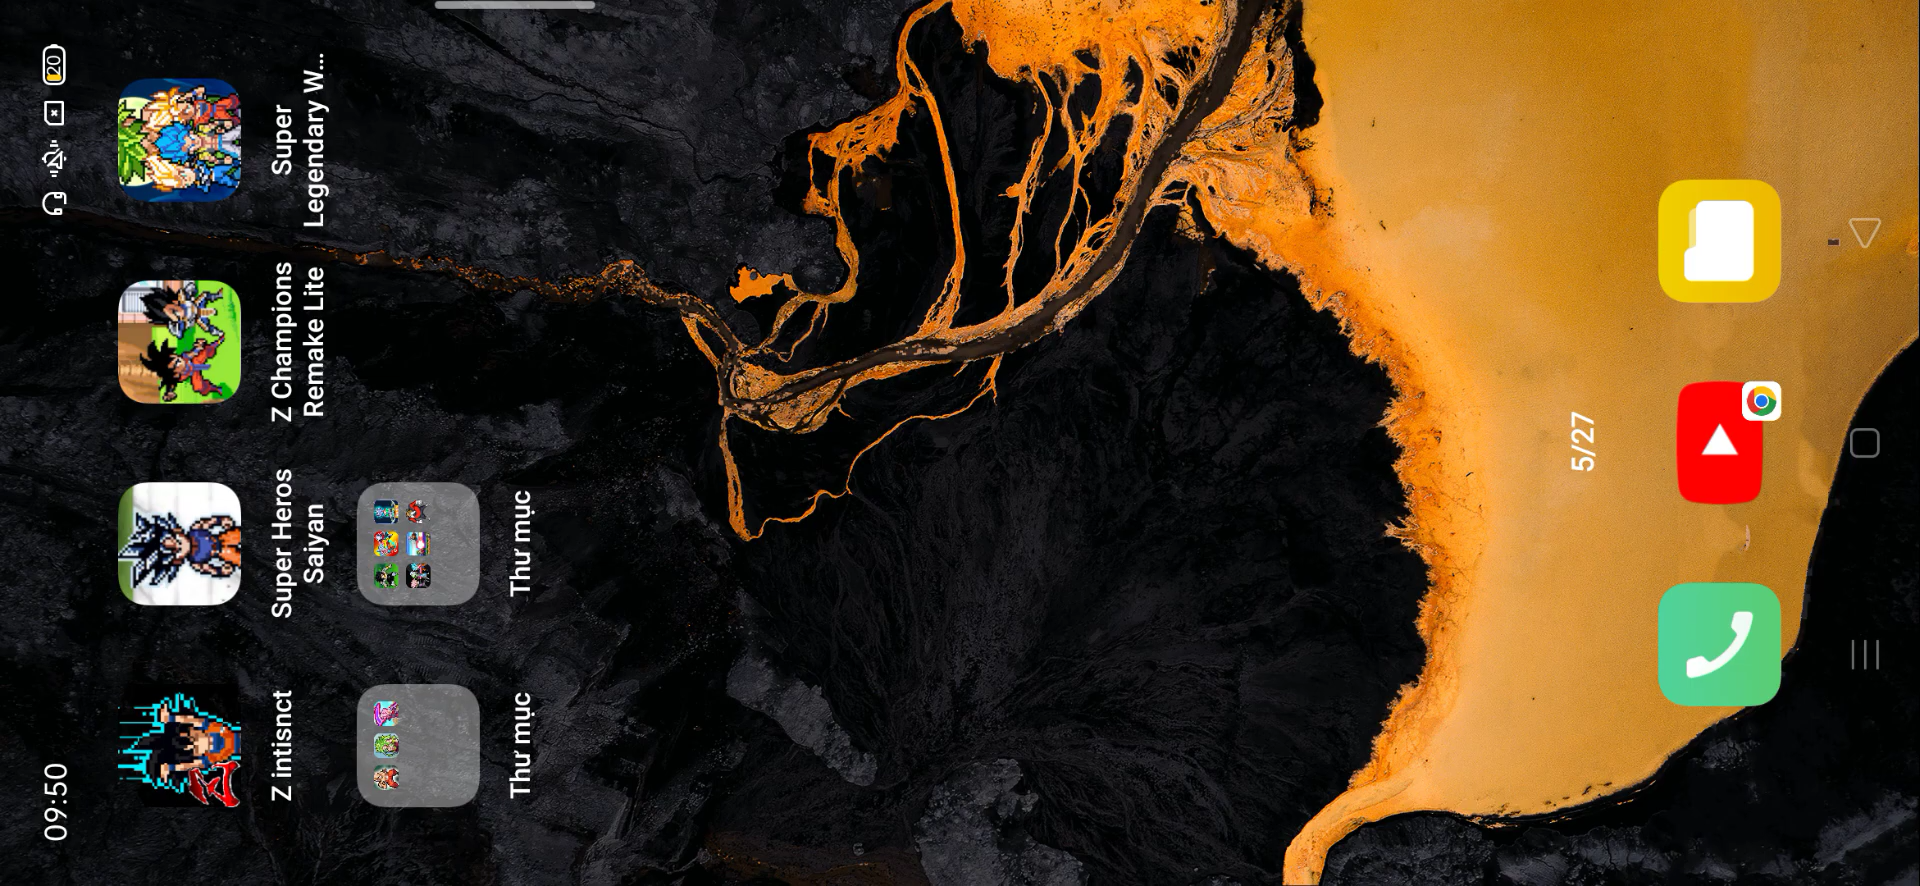 09:50
20
Z intisnct
Super Heros
Saiyan
Z Champions
Remake Lite
Super
Legendary W...
Thư mục
Thư mục
5/27